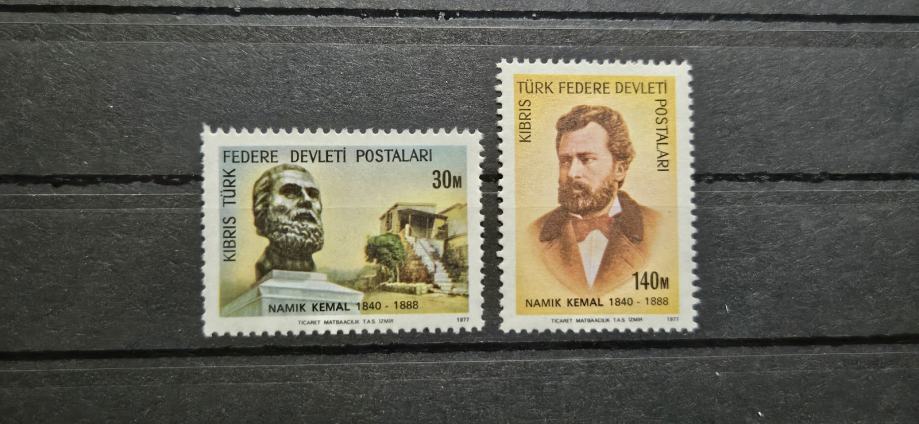 KIBRIS TÜRK FEDERE DEVLETİ POSTALARI
30M
NAMIK KEMAL 1840 - 1888
TİCARET MATBAACILIK T.A.Ş. İZMİR 1977
KIBRIS TÜRK FEDERE DEVLETİ POSTALARI
140M
NAMIK KEMAL 1840 - 1888
TİCARET MATBAACILIK T.A.Ş. İZMİR 1977